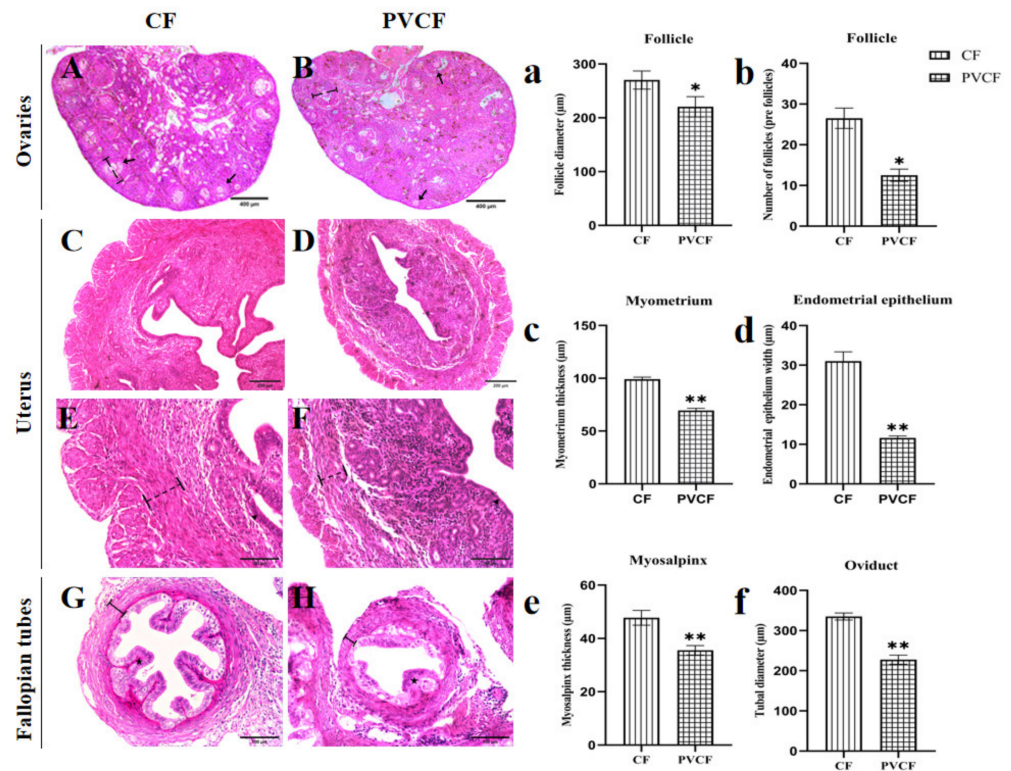 CF
PVCF
Ovaries
A
400 μm
B
400 μm
Uterus
C
200 μm
D
200 μm
E
F
Fallopian tubes
G
H
a
Follicle
Follicle diameter (μm)
300
200
100
0
*
CF
PVCF
b
Follicle
Number of follicles (pre follicles)
40
30
20
10
0
*
CF
PVCF
CF
PVCF
c
Myometrium
Myometrium thickness (μm)
150
100
50
0
**
CF
PVCF
d
Endometrial epithelium
Endometrial epithelium width (μm)
40
30
20
10
0
**
CF
PVCF
e
Myosalpinx
Myosalpinx thickness (μm)
60
40
20
0
**
CF
PVCF
f
Oviduct
Tubal diameter (μm)
400
300
200
100
0
**
CF
PVCF